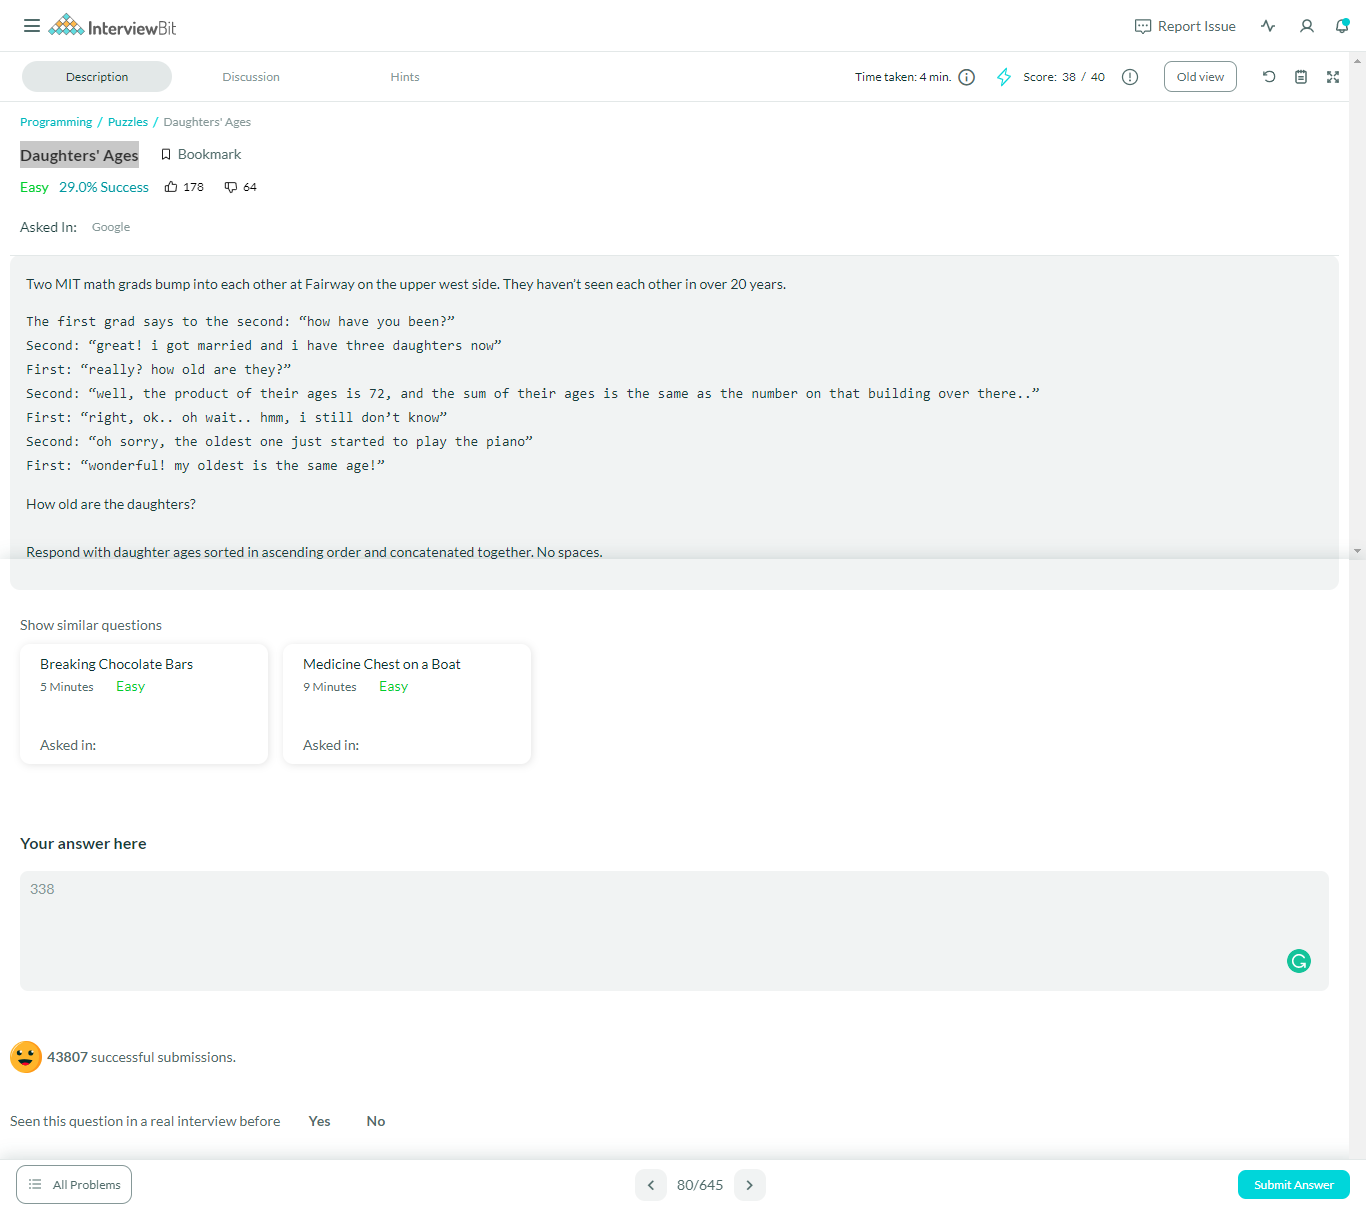 InterviewBit
Report Issue
Description
Discussion
Hints
Time taken: 4 min.
Score: 38 / 40
Old view
Programming / Puzzles / Daughters' Ages
Daughters' Ages
Bookmark
Easy 29.0% Success 178 64
Asked In: Google
Two MIT math grads bump into each other at Fairway on the upper west side. They haven't seen each other in over 20 years.
The first grad says to the second: “how have you been?”
Second: “great! i got married and i have three daughters now”
First: “really? how old are they?”
Second: “well, the product of their ages is 72, and the sum of their ages is the same as the number on that building over there..”
First: “right, ok.. oh wait.. hmm, i still don’t know”
Second: “oh sorry, the oldest one just started to play the piano”
First: “wonderful! my oldest is the same age!”
How old are the daughters?
Respond with daughter ages sorted in ascending order and concatenated together. No spaces.
Show similar questions
Breaking Chocolate Bars
5 Minutes Easy
Asked in:
Medicine Chest on a Boat
9 Minutes Easy
Asked in:
Your answer here
338
43807 successful submissions.
Seen this question in a real interview before Yes No
All Problems
80/645
Submit Answer